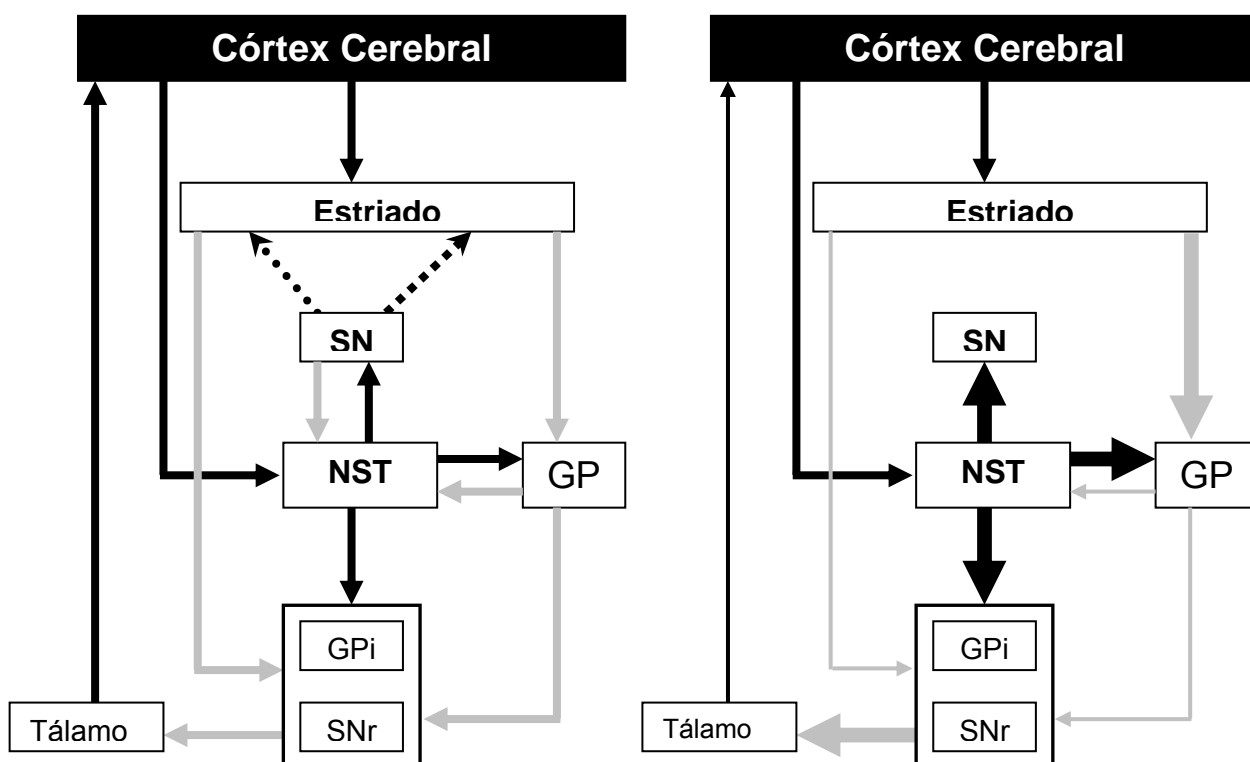 Córtex Cerebral
Estriado
SN
NST
GP
GPi
SNr
Tálamo
Córtex Cerebral
Estriado
SN
NST
GP
GPi
SNr
Tálamo